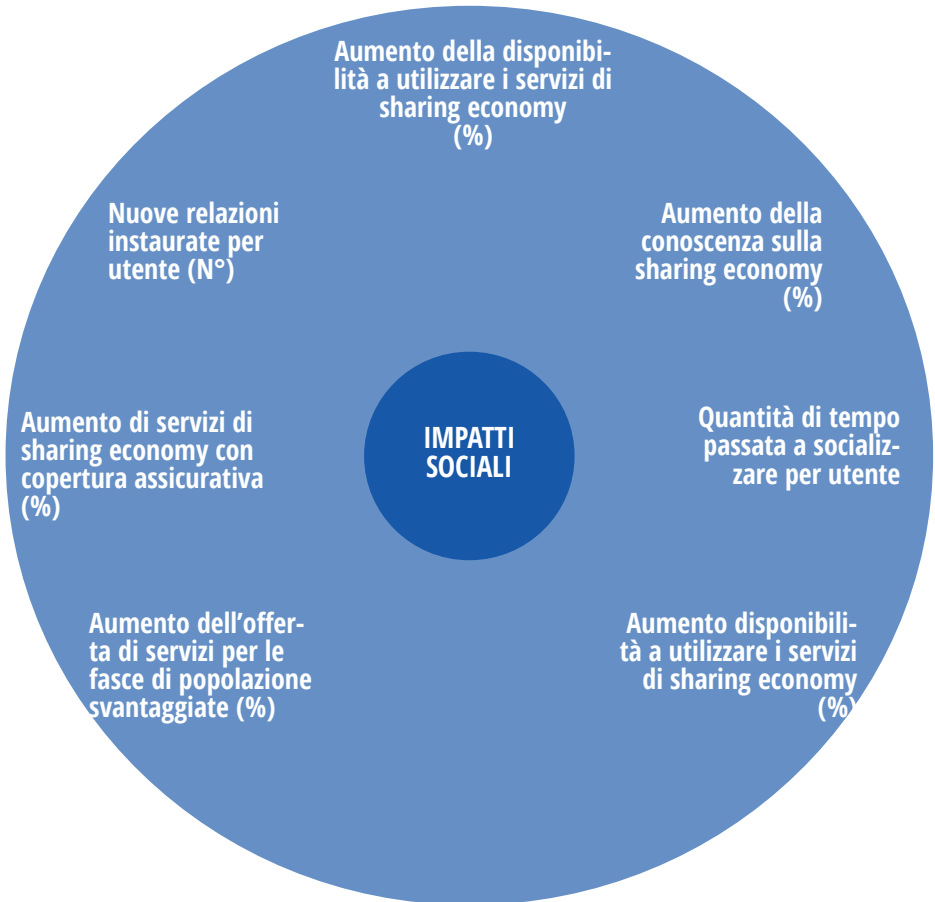 Aumento della disponibi-
lità a utilizzare i servizi di
sharing economy
(%)
Nuove relazioni
instaurate per
utente (N°)
Aumento della
conoscenza sulla
sharing economy
(%)
Aumento di servizi di
sharing economy con
copertura assicurativa
(%)
IMPATTI
SOCIALI
Quantità di tempo
passata a socializ-
zare per utente
Aumento dell'offer-
ta di servizi per le
fasce di popolazione
svantaggiate (%)
Aumento disponibili-
tà a utilizzare i servizi
di sharing economy
(%)